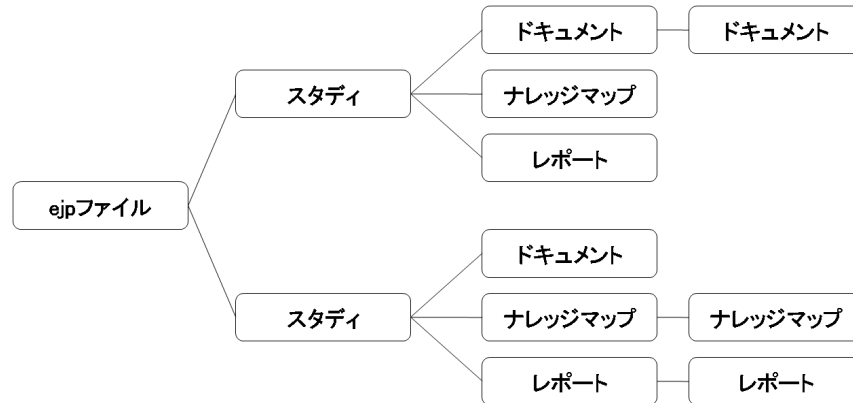 ドキュメント ドキュメント
スタディ ナレッジマップ
レポート
ejpファイル
ドキュメント
スタディ ナレッジマップ ナレッジマップ
レポート レポート